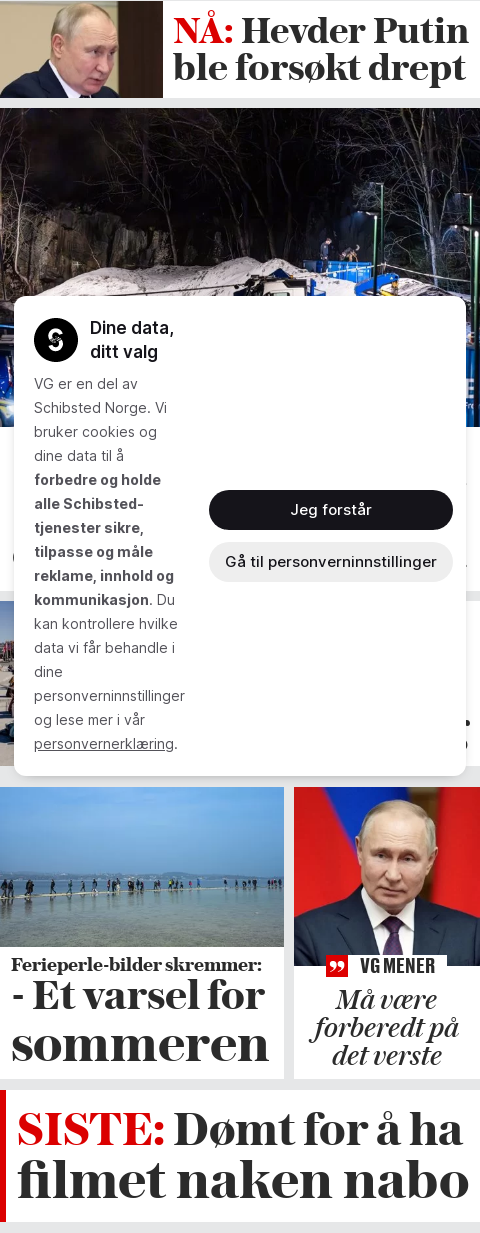 NÅ: Hevder Putin
ble forsøkt drept
Dine data,
ditt valg
VG er en del av
Schibsted Norge. Vi
bruker cookies og
dine data til å
forbedre og holde
alle Schibsted-
tjenester sikre,
tilpasse og måle
reklame, innhold og
kommunikasjon. Du
kan kontrollere hvilke
data vi får behandle i
dine
personverninnstillinger
og lese mer i vår
personvernerklæring.
Jeg forstår
Gå til personverninnstillinger
Ferieperle-bilder skremmer:
- Et varsel for
sommeren
VG MENER
Må være
forberedt på
det verste
SISTE: Dømt for å ha
filmet naken nabo